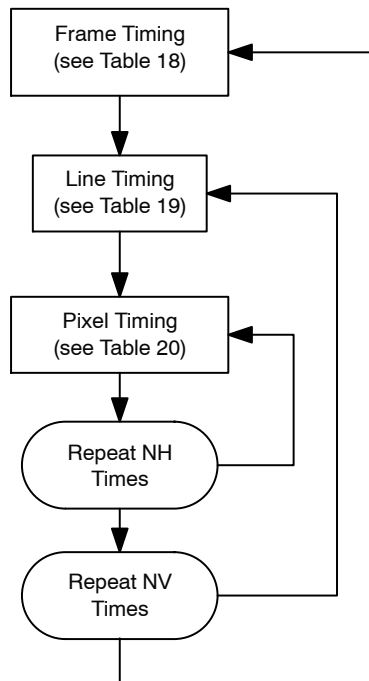 Frame Timing
(see Table 18)
Line Timing
(see Table 19)
Pixel Timing
(see Table 20)
Repeat NH
Times
Repeat NV
Times